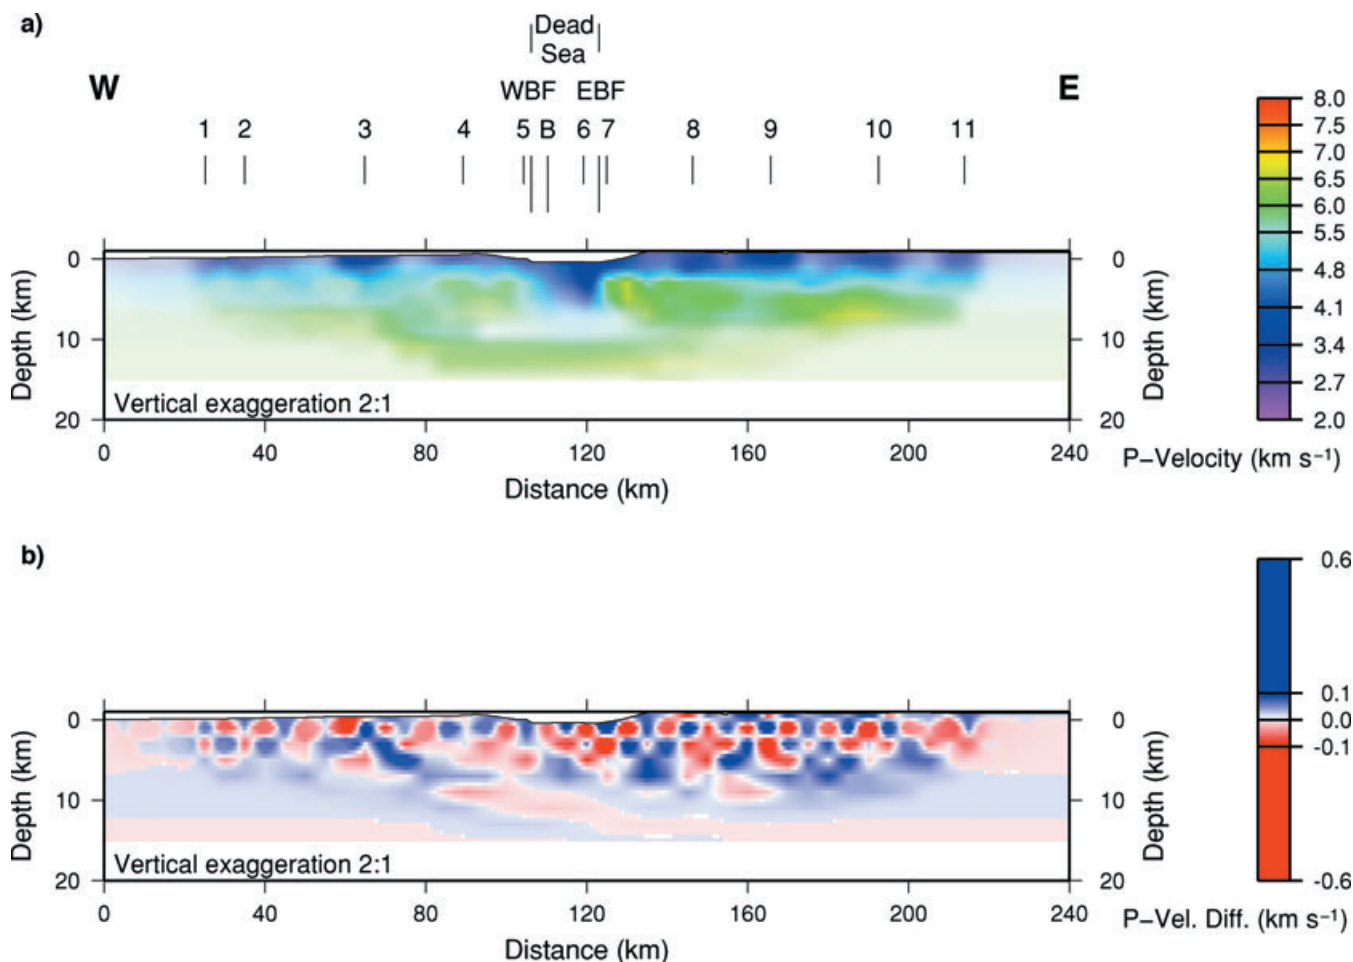 a)
Dead
Sea
W
WBF EBF
E
1 2 3 4 5 B 6 7 8 9 10 11
8.0
7.5
7.0
6.5
6.0
5.5
4.8
4.1
3.4
2.7
2.0
P–Velocity (km s⁻¹)
Depth (km)
0
10
20
Vertical exaggeration 2:1
0
10
20
Depth (km)
0 40 80 120 160 200 240
Distance (km)
b)
0.6
0.1
0.0
-0.1
-0.6
P–Vel. Diff. (km s⁻¹)
Depth (km)
0
10
20
Vertical exaggeration 2:1
0
10
20
Depth (km)
0 40 80 120 160 200 240
Distance (km)